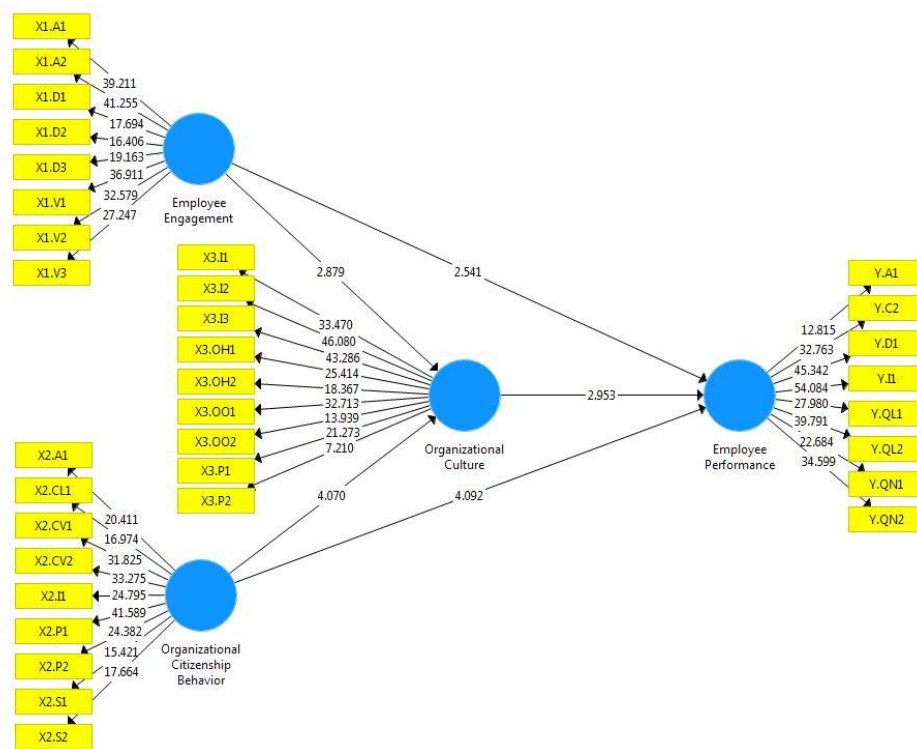 X1.A1
X1.A2
X1.D1
X1.D2
X1.D3
X1.V1
X1.V2
X1.V3
39.211
41.255
17.694
16.406
19.163
36.911
32.579
27.247
Employee
Engagement
2.879
2.541
X3.I1
X3.I2
X3.I3
X3.OH1
X3.OH2
X3.OO1
X3.OO2
X3.P1
X3.P2
33.470
46.080
43.286
25.414
18.367
32.713
13.939
21.273
7.210
Organizational
Culture
2.953
4.070
4.092
Y.A1
Y.C2
Y.D1
Y.I1
Y.QL1
Y.QL2
Y.QN1
Y.QN2
12.815
32.763
45.342
54.084
27.980
39.791
22.684
34.599
Employee
Performance
X2.A1
X2.CL1
X2.CV1
X2.CV2
X2.I1
X2.P1
X2.P2
X2.S1
X2.S2
20.411
16.974
31.825
33.275
24.795
41.589
24.382
15.421
17.664
Organizational
Citizenship
Behavior